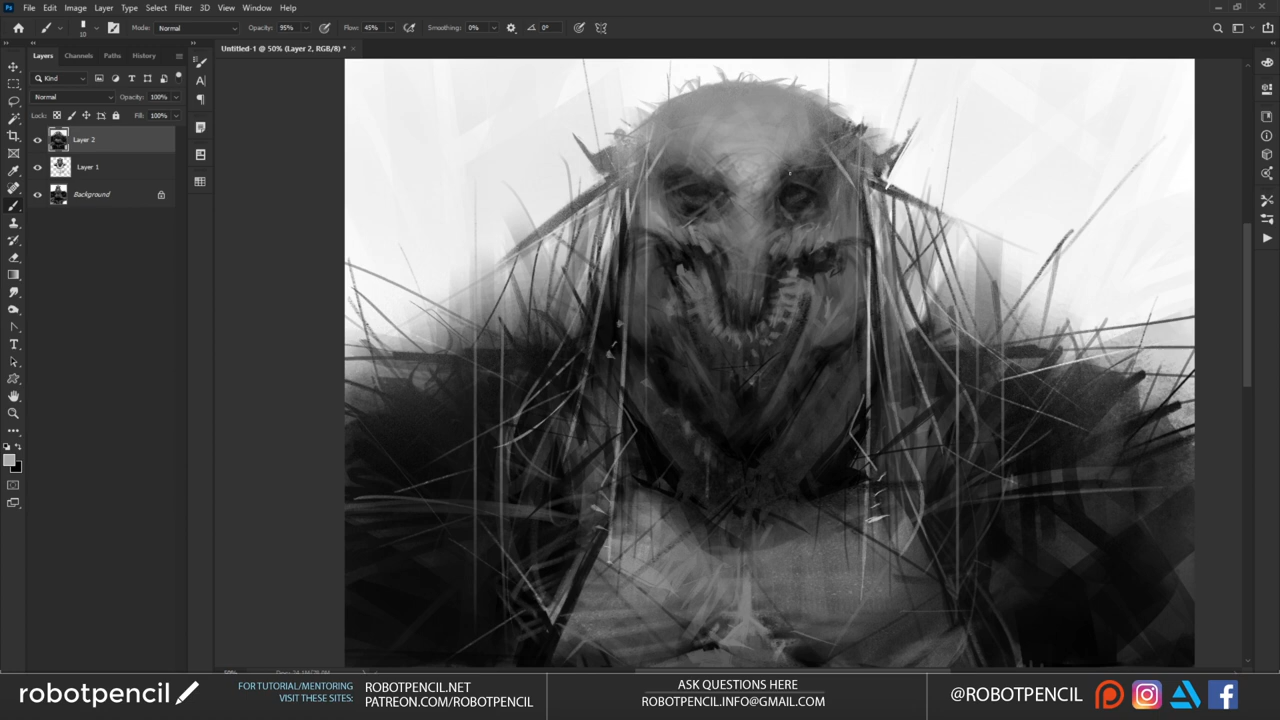 Ps File Edit Image Layer Type Select Filter 3D View Window Help
10 Mode: Normal Opacity: 95% Flow: 45% Smoothing: 0% 0°
Layers Channels Paths History
Untitled-1 @ 50% (Layer 2, RGB/8) *
Kind
Normal Opacity: 100%
Lock: Fill: 100%
Layer 2
Layer 1
Background
robotpencil
FOR TUTORIAL/MENTORING
VISIT THESE SITES:
ROBOTPENCIL.NET
PATREON.COM/ROBOTPENCIL
ASK QUESTIONS HERE
ROBOTPENCIL.INFO@GMAIL.COM
@ROBOTPENCIL